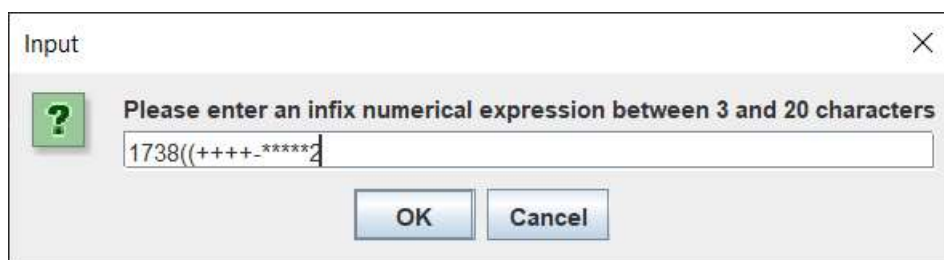 Input
Please enter an infix numerical expression between 3 and 20 characters
1738((++++-*****2
OK
Cancel